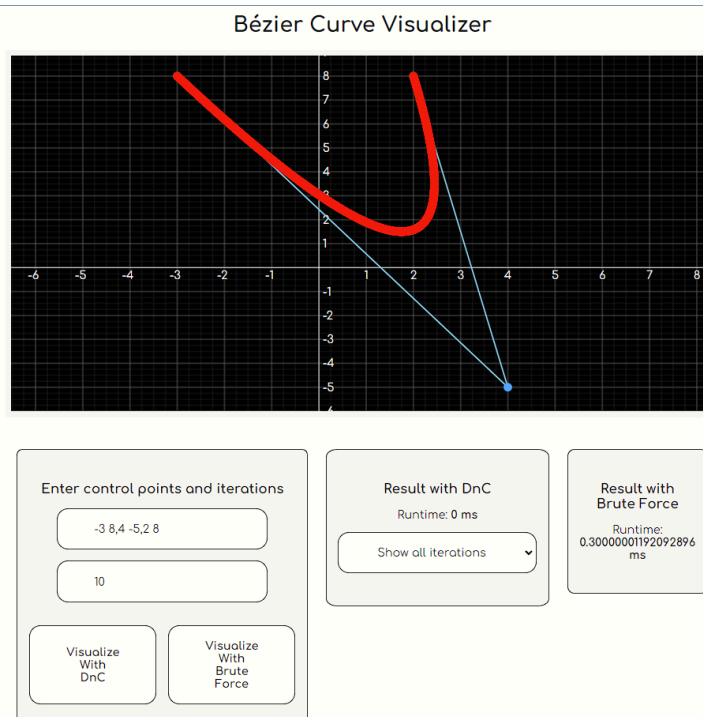 Bézier Curve Visualizer
8
7
6
5
4
3
2
1
-6 -5 -4 -3 -2 -1 1 2 3 4 5 6 7 8
-1
-2
-3
-4
-5
Enter control points and iterations
-3 8,4 -5,2 8
10
Visualize
With
DnC
Visualize
With
Brute
Force
Result with DnC
Runtime: 0 ms
Show all iterations
Result with
Brute Force
Runtime:
0.30000001192092896
ms